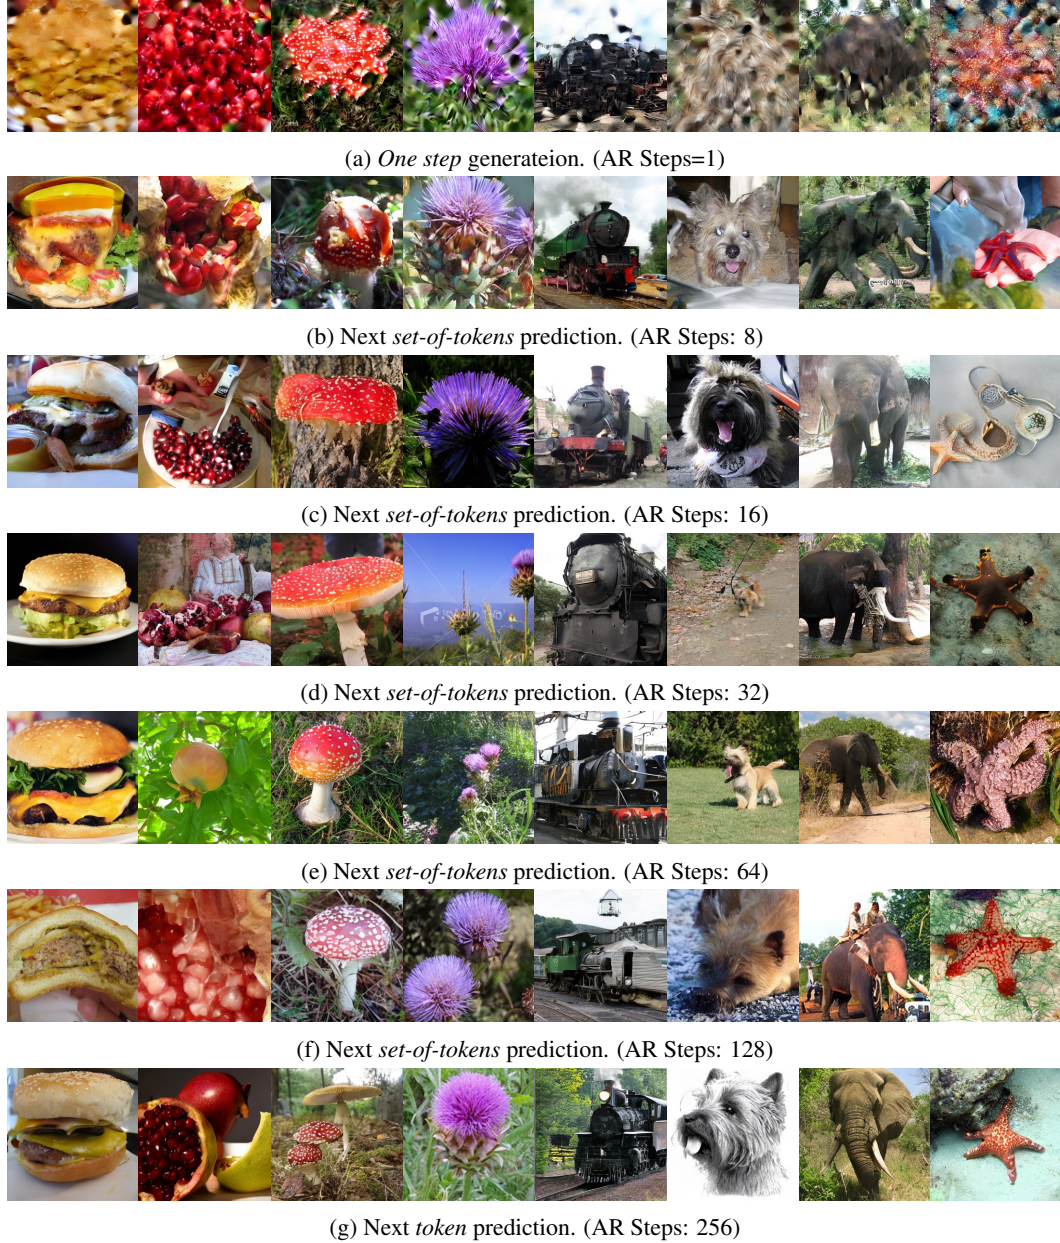 (a) One step generateion. (AR Steps=1)
(b) Next set-of-tokens prediction. (AR Steps: 8)
(c) Next set-of-tokens prediction. (AR Steps: 16)
(d) Next set-of-tokens prediction. (AR Steps: 32)
(e) Next set-of-tokens prediction. (AR Steps: 64)
(f) Next set-of-tokens prediction. (AR Steps: 128)
(g) Next token prediction. (AR Steps: 256)